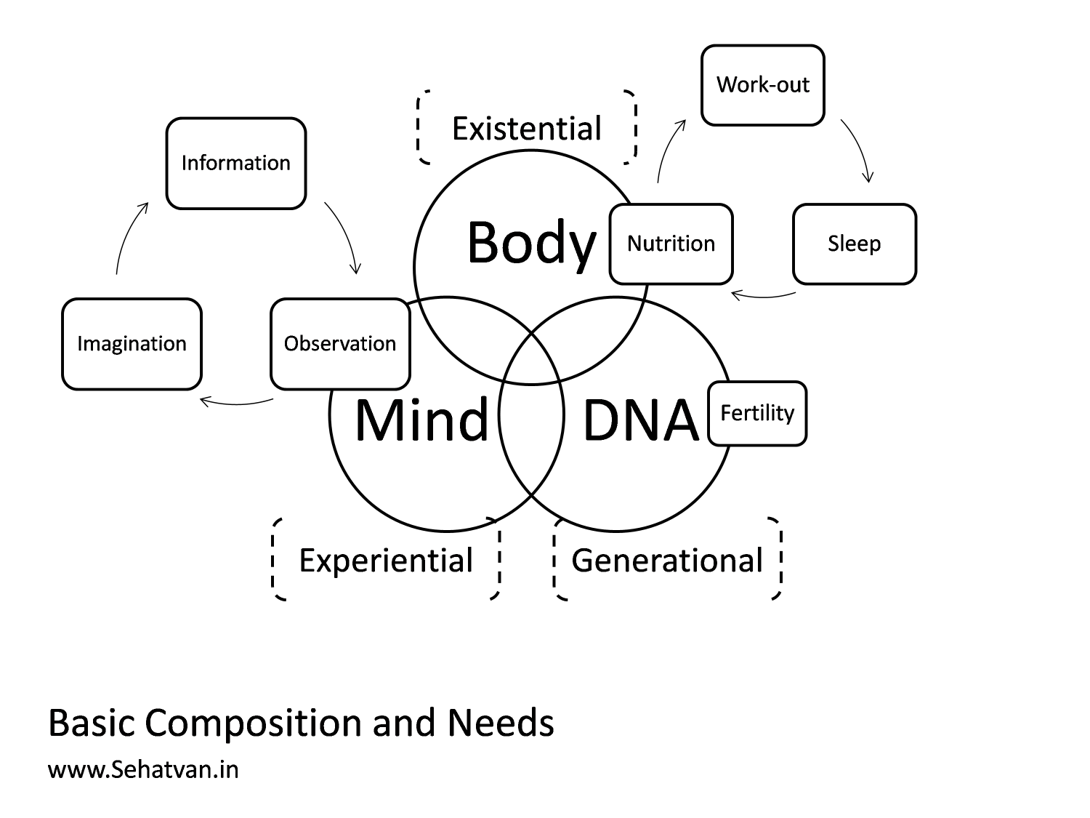 Work-out
Existential
Information
Body
Nutrition
Sleep
Imagination
Observation
Mind
DNA
Fertility
Experiential
Generational
Basic Composition and Needs
www.Sehatvan.in